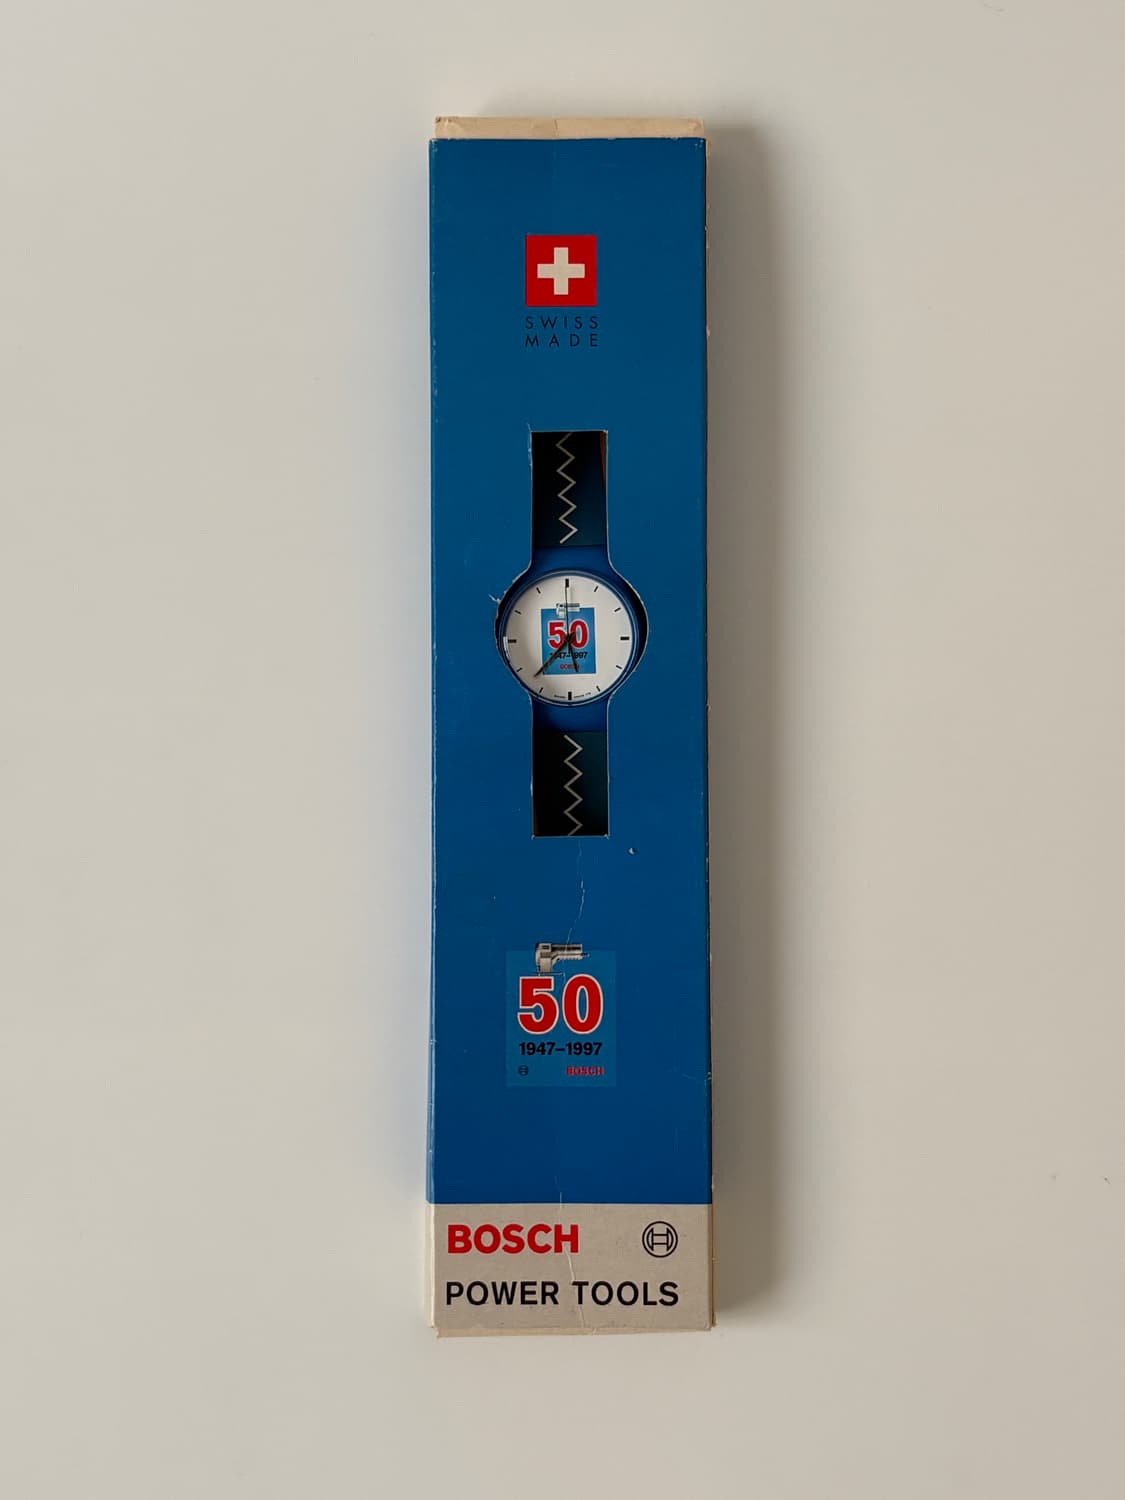 SWISS
MADE
50
1947-1997
BOSCH
50
1947–1997
BOSCH
BOSCH
POWER TOOLS